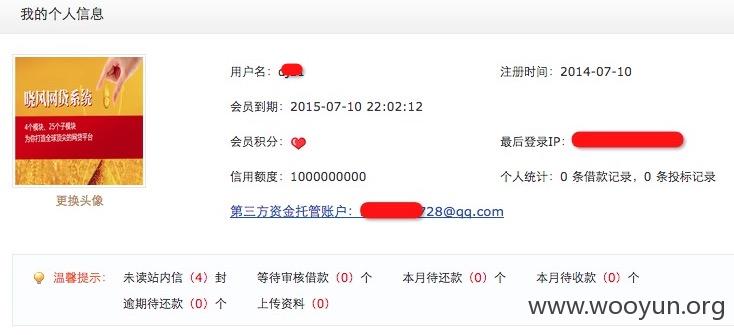 我的个人信息
晓风网贷系统
4个模块、25个子模块
为你打造全球顶尖的网贷平台
更换头像
用户名：
注册时间：2014-07-10
会员到期：2015-07-10 22:02:12
会员积分：
最后登录IP：
信用额度：1000000000
个人统计：0 条借款记录，0 条投标记录
第三方资金托管账户：728@qq.com
温馨提示：
未读站内信（4）封
等待审核借款（0）个
本月待还款（0）个
本月待收款（0）个
逾期待还款（0）个
上传资料（0）
www.wooyun.org